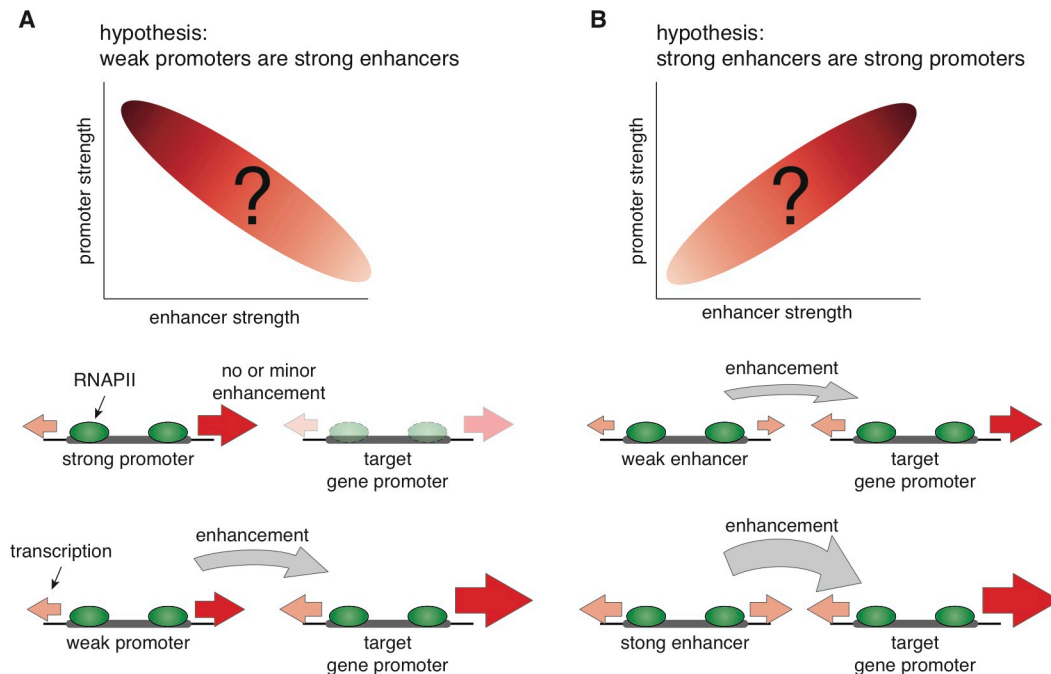 A
hypothesis:
weak promoters are strong enhancers
promoter strength
?
enhancer strength
RNAPII
no or minor
enhancement
strong promoter
target
gene promoter
transcription
enhancement
weak promoter
target
gene promoter
B
hypothesis:
strong enhancers are strong promoters
promoter strength
?
enhancer strength
enhancement
weak enhancer
target
gene promoter
enhancement
stong enhancer
target
gene promoter